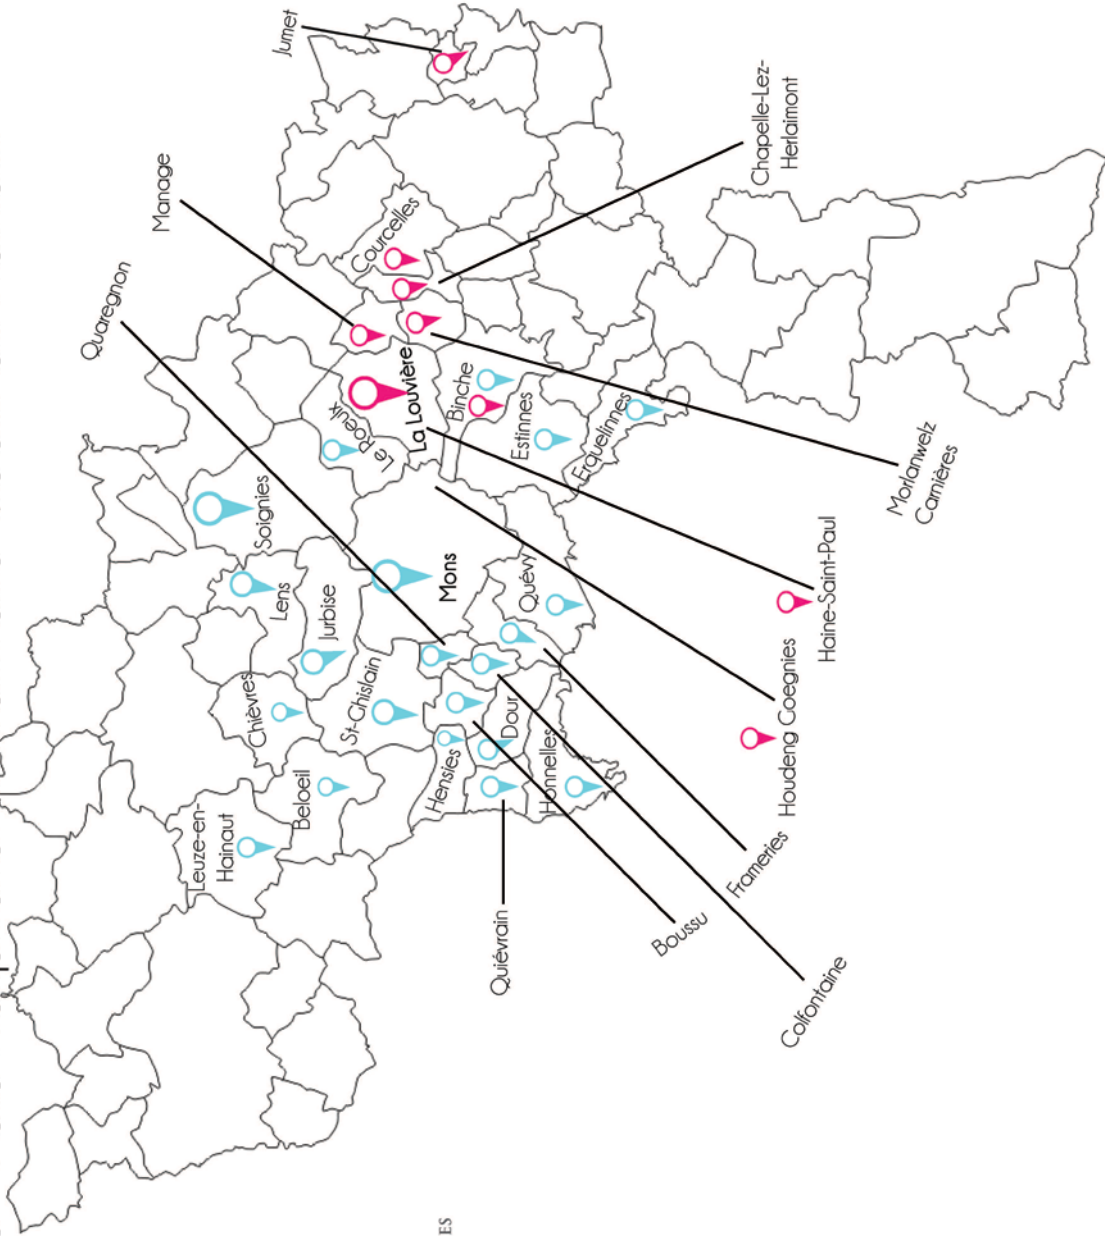 Jumet
Manage
Chapelle-Lez-
Herlaimont
Quaregnon
Courcelles
Le Roeulx
La Louvière
Binche
Estinnes
Erquelinnes
Morlanwelz
Carnières
Soignies
Lens
Jurbise
Mons
Quévy
Haine-Saint-Paul
Houdeng Goegnies
Chièvres
St-Ghislain
Beloeil
Hensies
Dour
Honnelles
Leuze-en-
Hainaut
Quiévrain
Boussu
Frameries
Colfontaine
ES